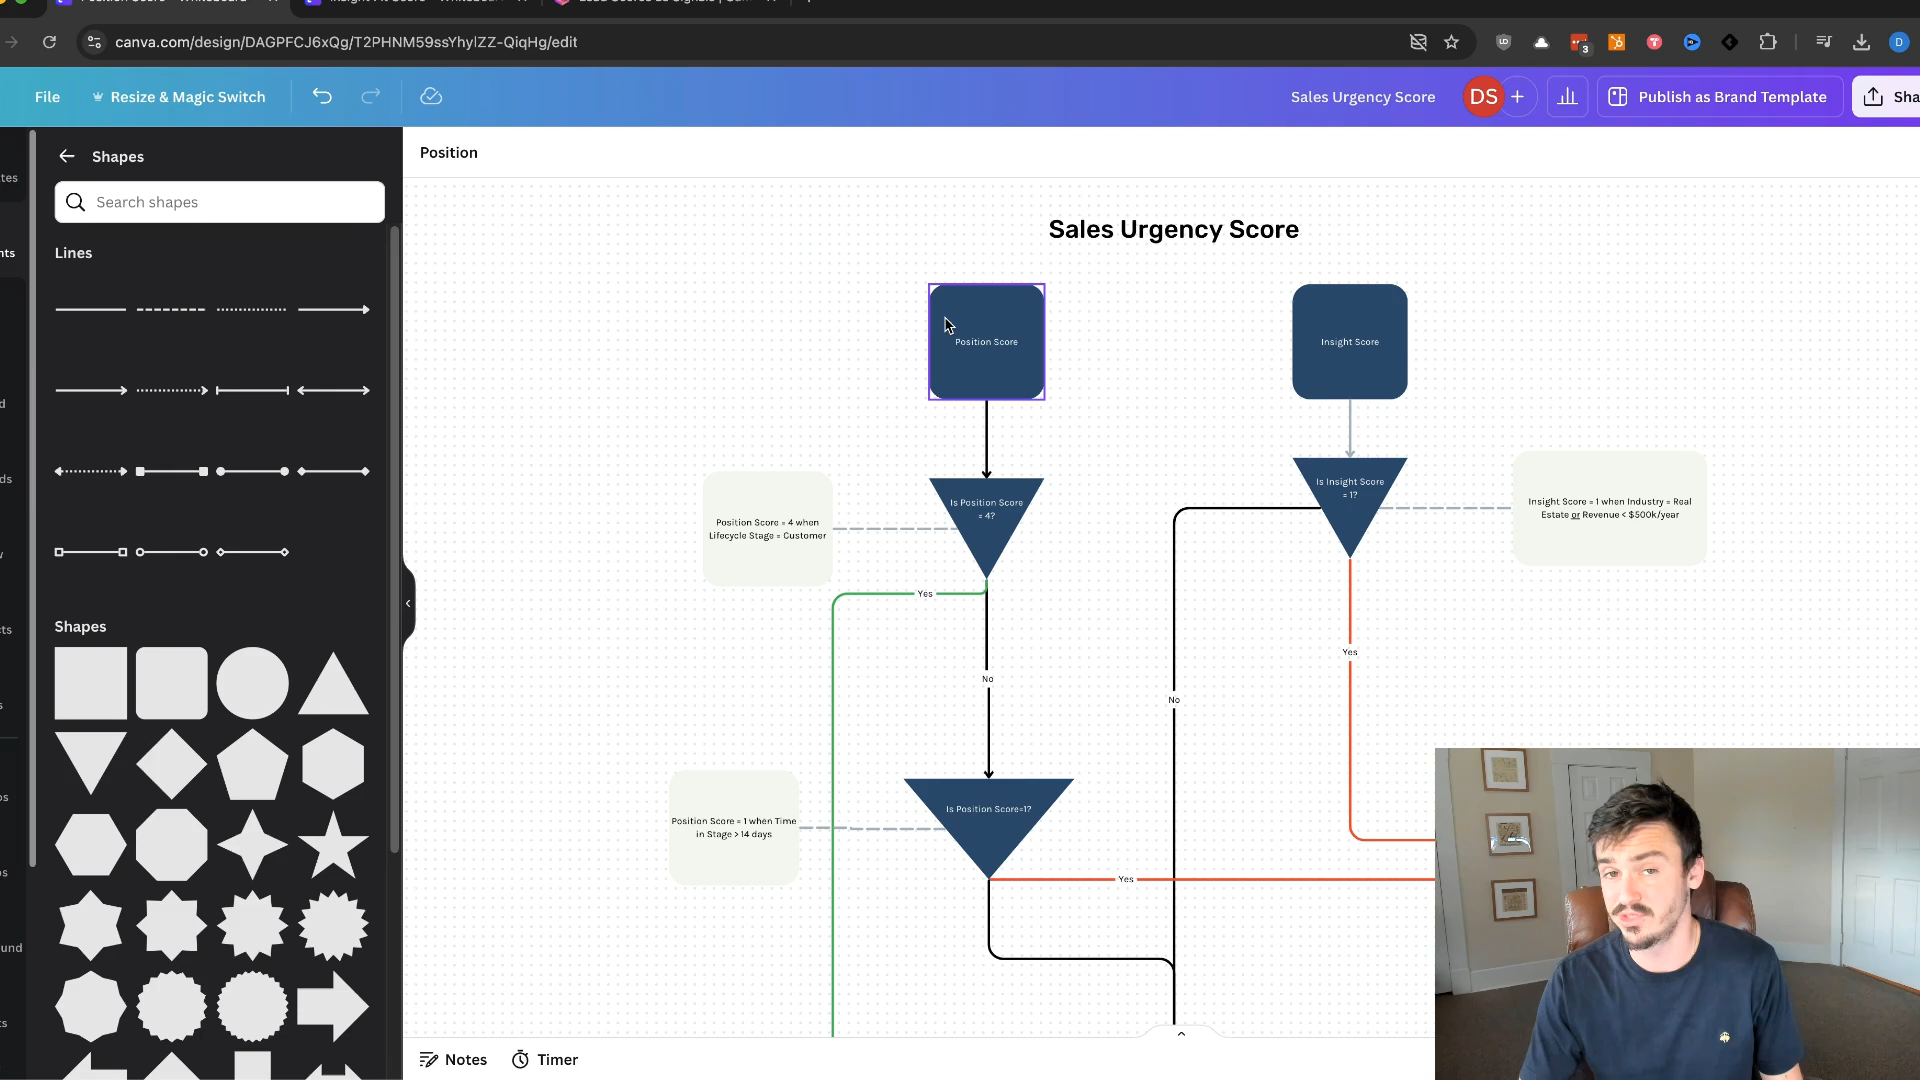 canva.com/design/DAGPFCJ6xQg/T2PHNM59ssYhylZZ-QiqHg/edit
3
D
File
Resize & Magic Switch
Sales Urgency Score
DS
+
Publish as Brand Template
Sha
Shapes
Search shapes
Lines
Shapes
Position
Sales Urgency Score
Position Score
Insight Score
Is Position Score
= 4?
Position Score = 4 when
Lifecycle Stage = Customer
Is Insight Score
= 1?
Insight Score = 1 when Industry = Real
Estate or Revenue < $500k/year
Yes
No
Yes
No
Is Position Score=1?
Position Score = 1 when Time
in Stage > 14 days
Yes
Notes
Timer